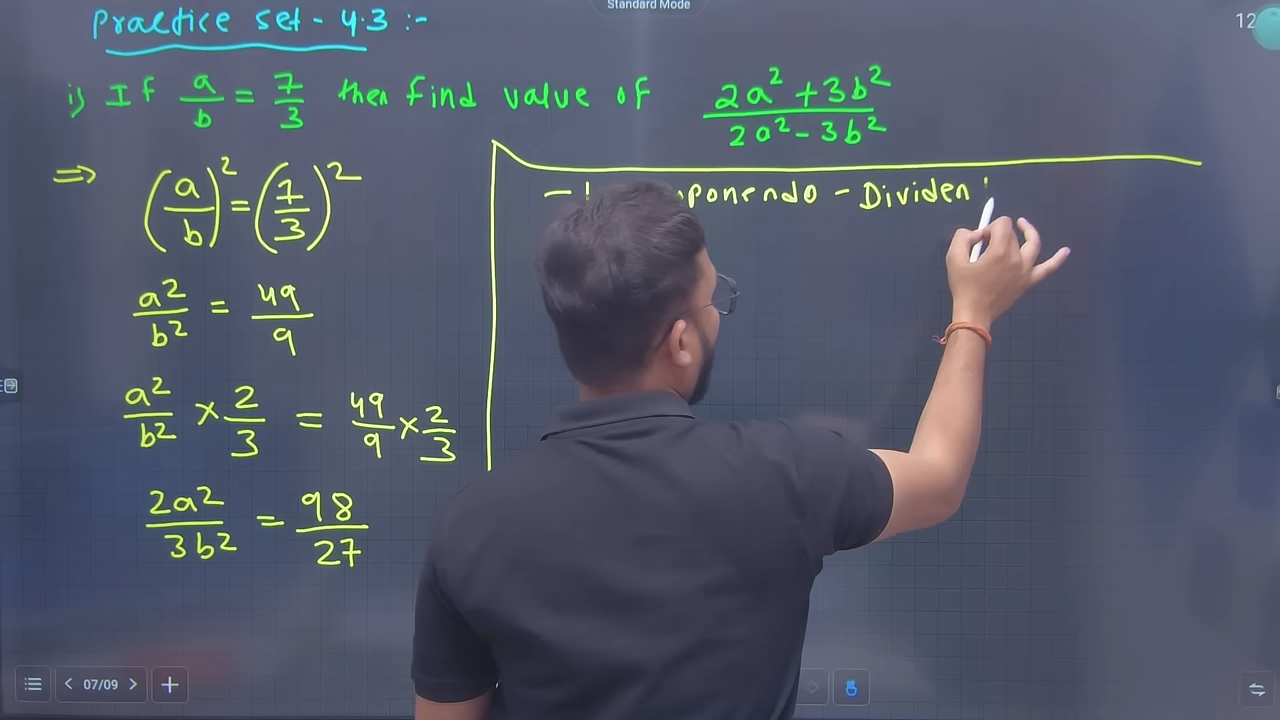 Standard Mode
12
Practice set - 4.3 :-
i) If a/b = 7/3 then find value of (2a² + 3b²)/(2a² - 3b²)
⇒ (a/b)² = (7/3)²
a²/b² = 49/9
a²/b² × 2/3 = 49/9 × 2/3
2a²/3b² = 98/27
- ponendo - Dividen
07/09